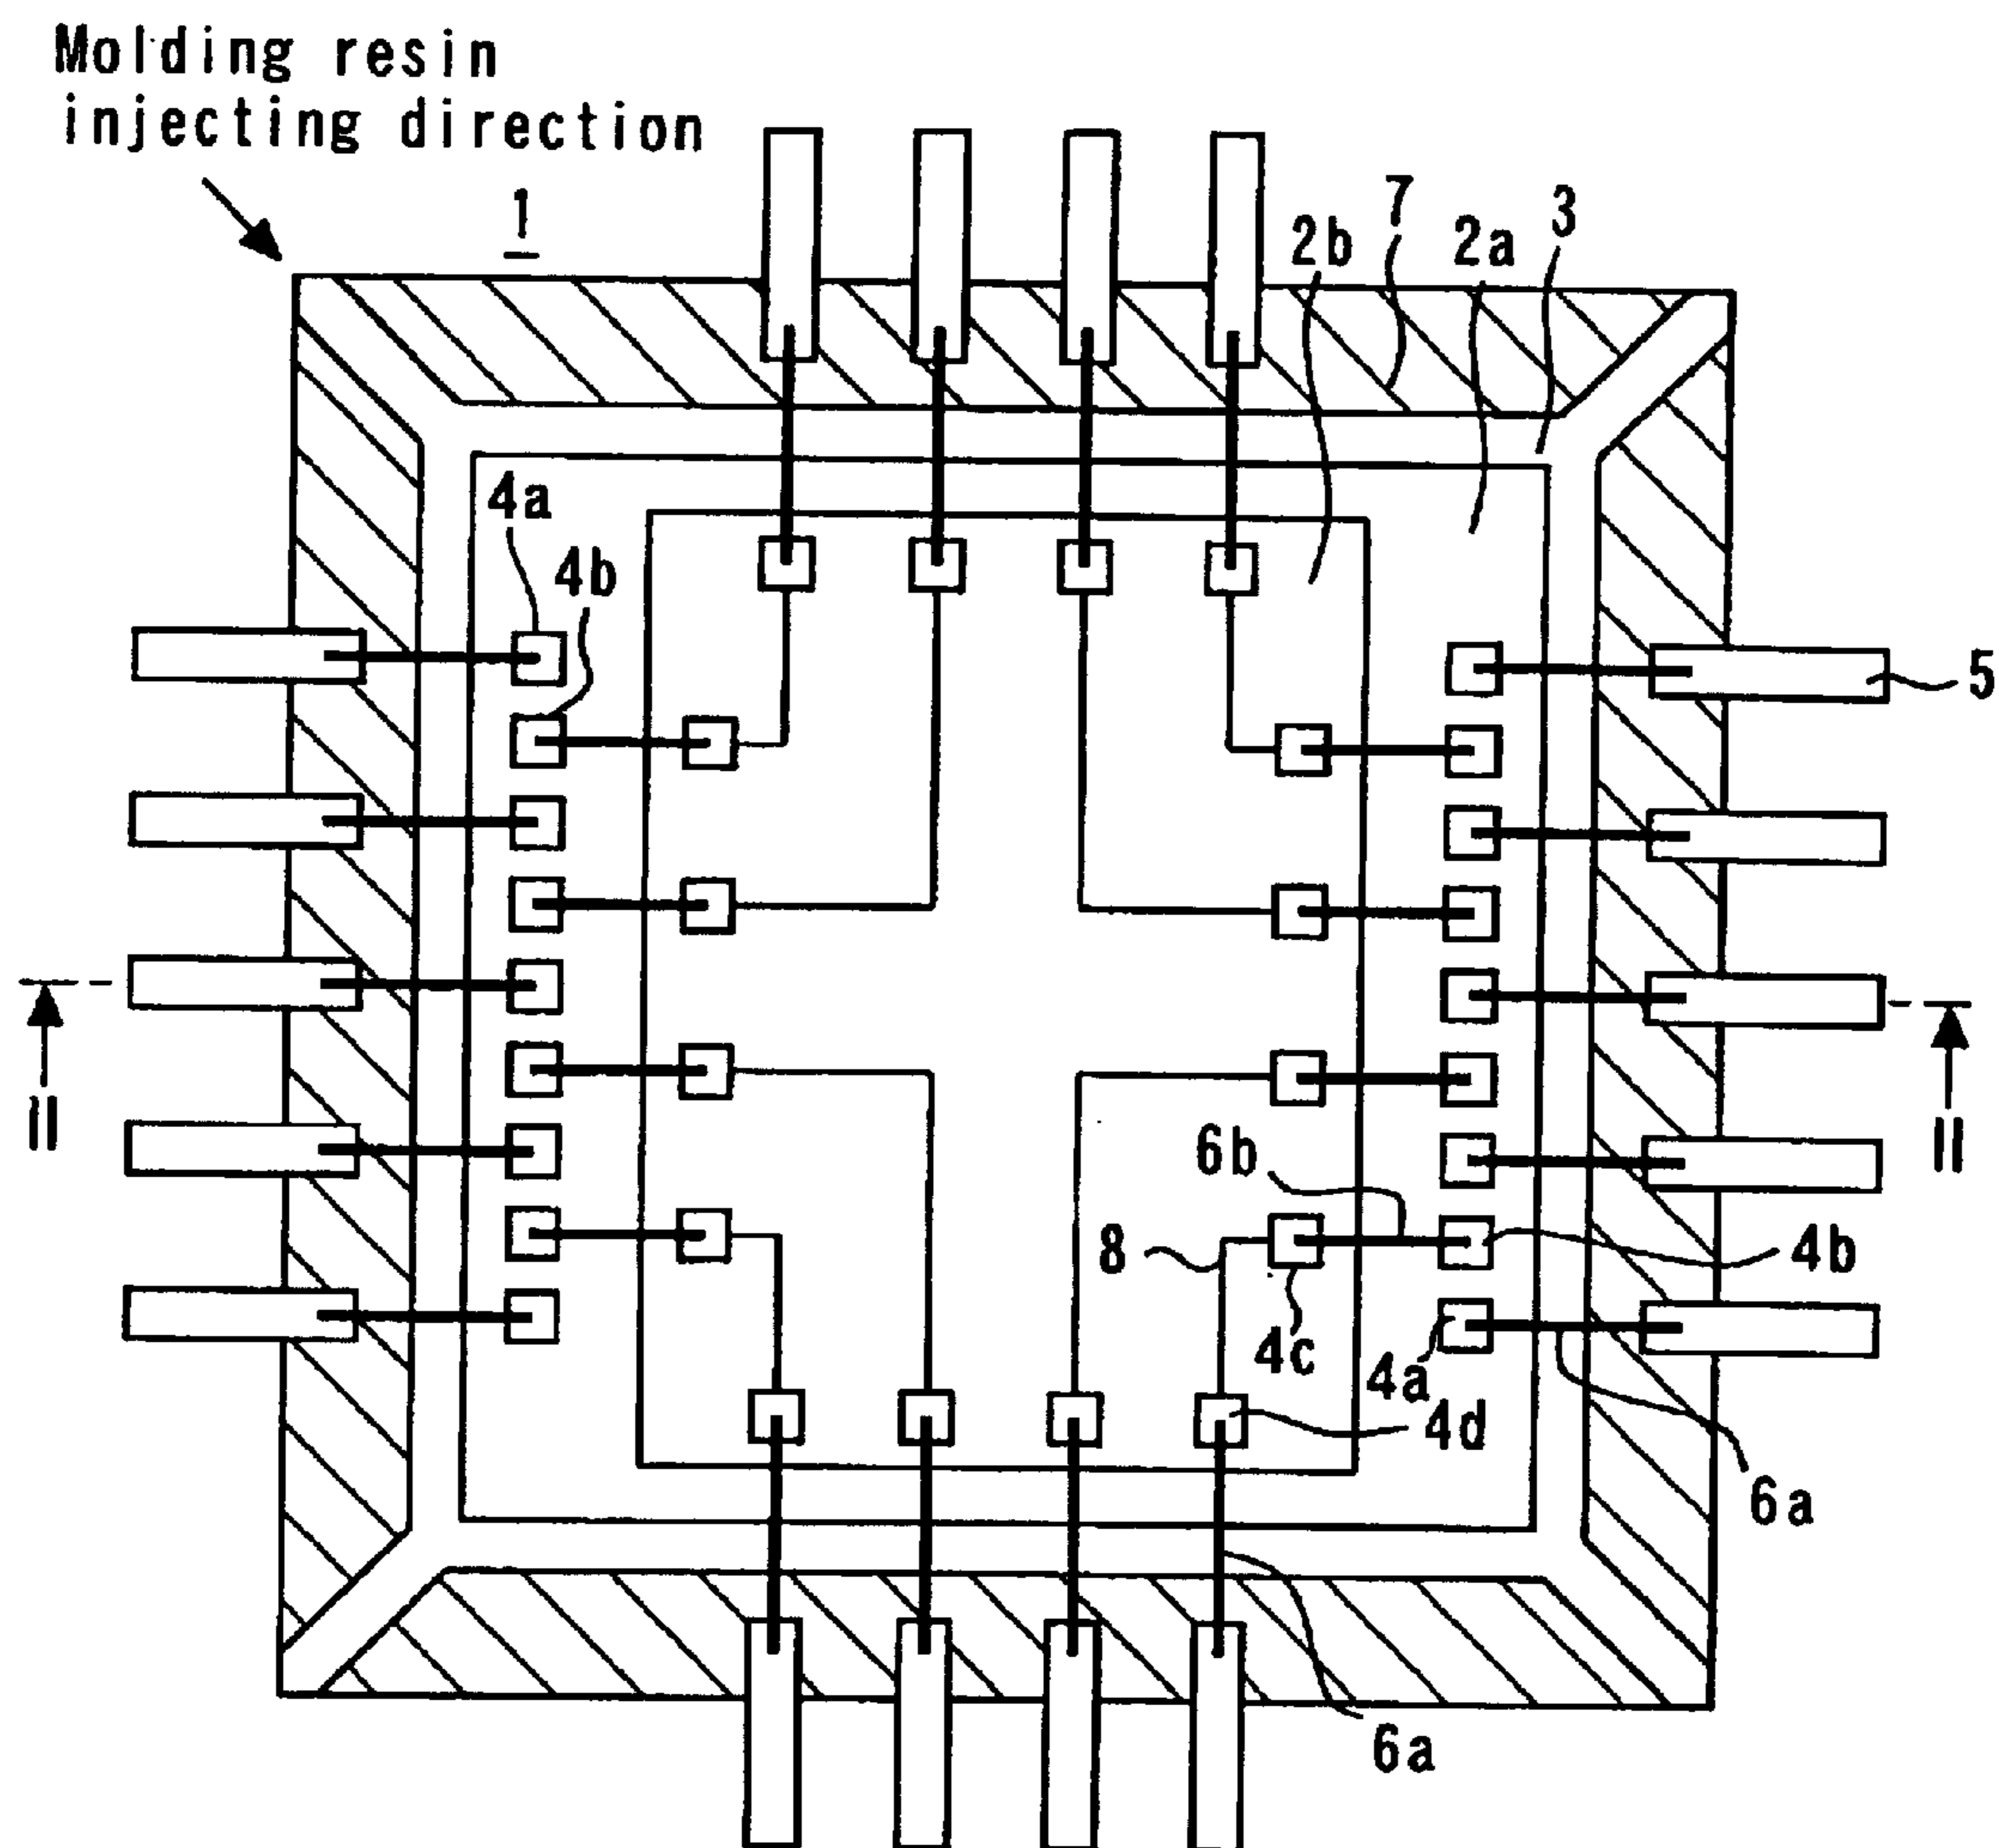 Molding resin
injecting direction
1
2b
7
2a
3
4a
4b
5
II
II
6b
8
4b
4c
4a
4d
6a
6a